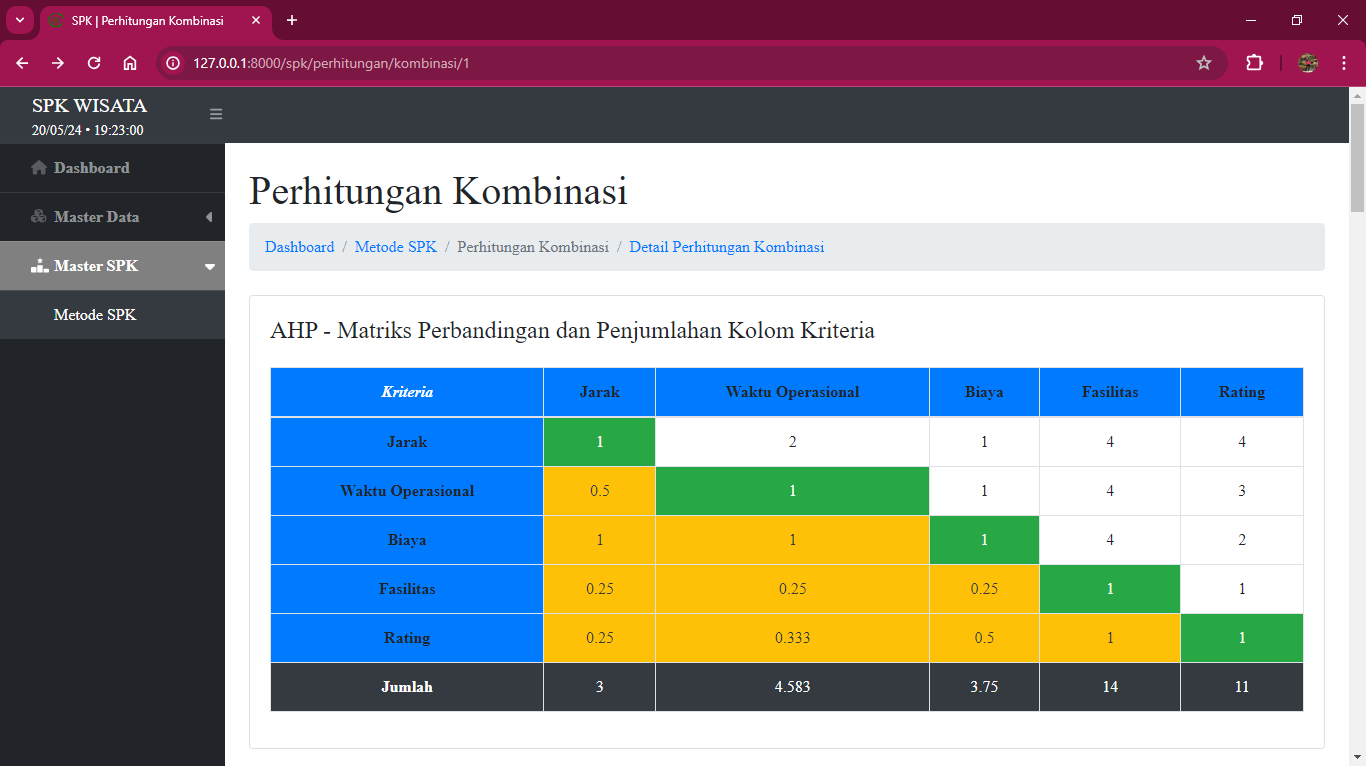 SPK | Perhitungan Kombinasi
127.0.0.1:8000/spk/perhitungan/kombinasi/1
SPK WISATA
20/05/24 • 19:23:00
Dashboard
Master Data
Master SPK
Metode SPK
Perhitungan Kombinasi
Dashboard / Metode SPK / Perhitungan Kombinasi / Detail Perhitungan Kombinasi
AHP - Matriks Perbandingan dan Penjumlahan Kolom Kriteria
Kriteria Jarak Waktu Operasional Biaya Fasilitas Rating
Jarak 1 2 1 4 4
Waktu Operasional 0.5 1 1 4 3
Biaya 1 1 1 4 2
Fasilitas 0.25 0.25 0.25 1 1
Rating 0.25 0.333 0.5 1 1
Jumlah 3 4.583 3.75 14 11